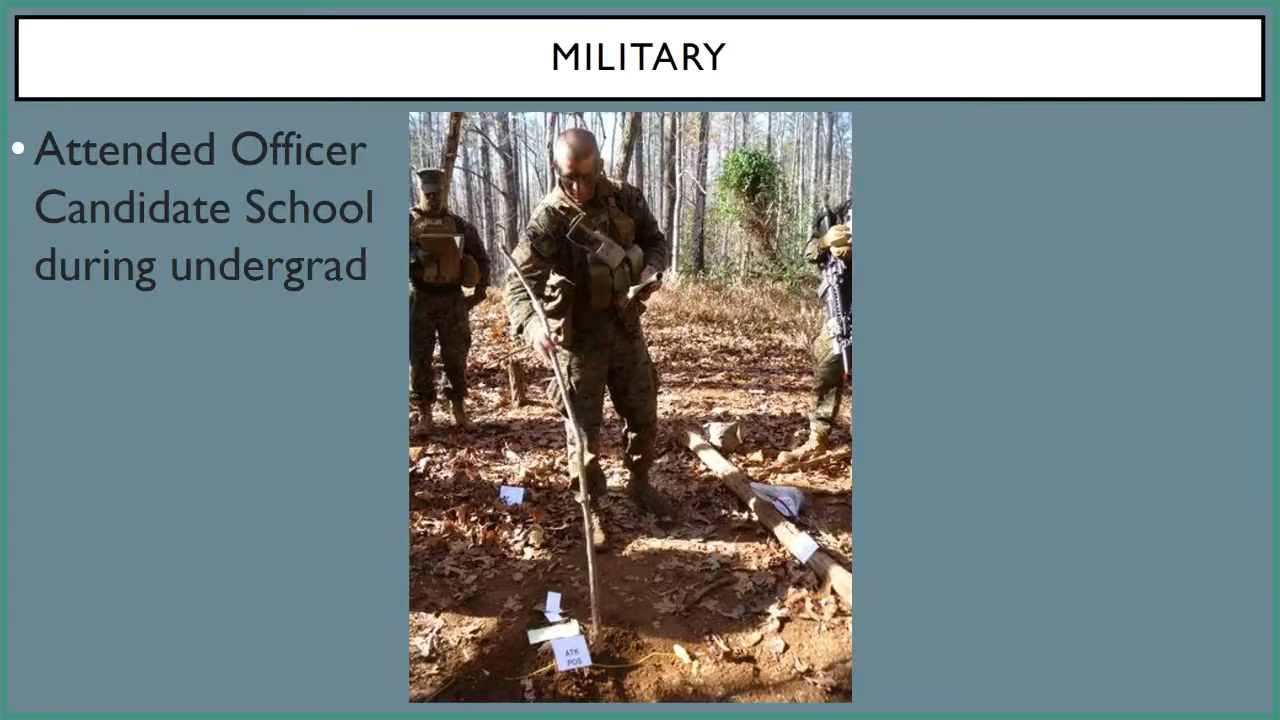 MILITARY
• Attended Officer
Candidate School
during undergrad
ATK
POS